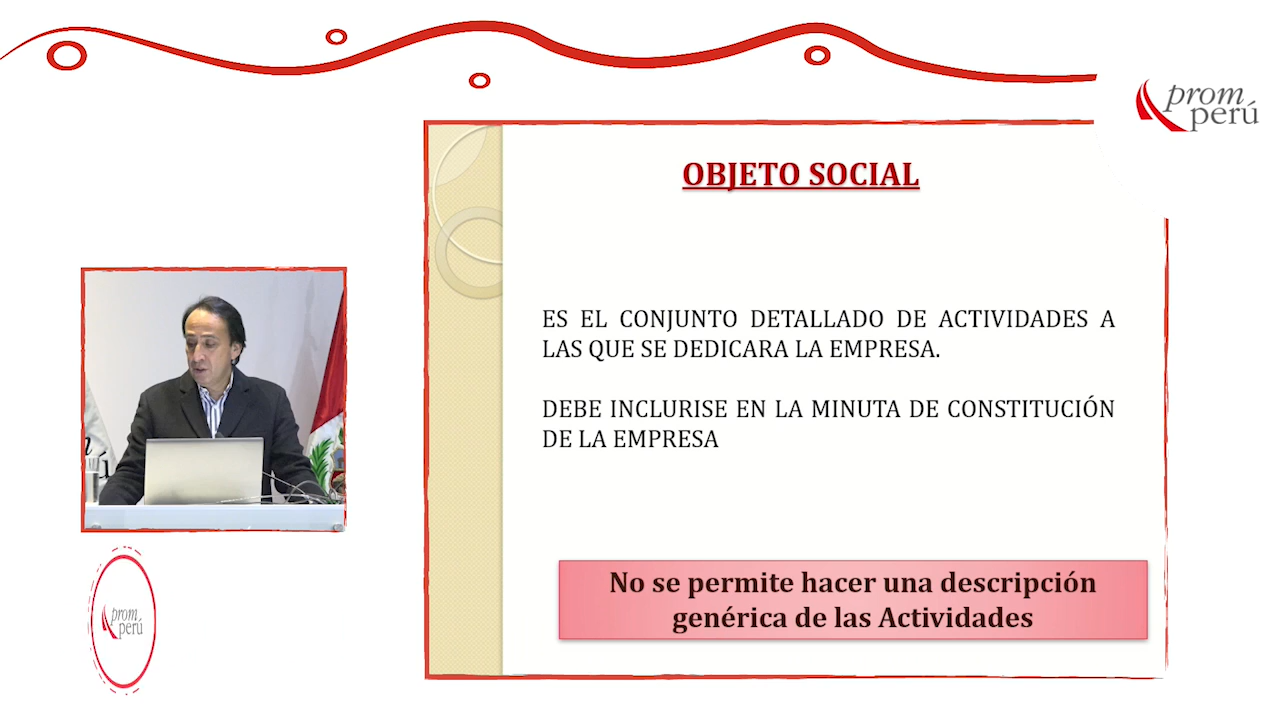 prom
perú
OBJETO SOCIAL
ES EL CONJUNTO DETALLADO DE ACTIVIDADES A
LAS QUE SE DEDICARA LA EMPRESA.
DEBE INCLURISE EN LA MINUTA DE CONSTITUCIÓN
DE LA EMPRESA
No se permite hacer una descripción
genérica de las Actividades
prom
perú